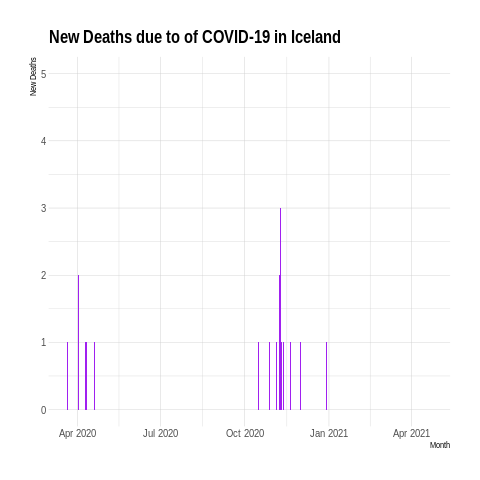 New Deaths due to of COVID-19 in Iceland
New Deaths
5
4
3
2
1
0
Apr 2020 Jul 2020 Oct 2020 Jan 2021 Apr 2021
Month